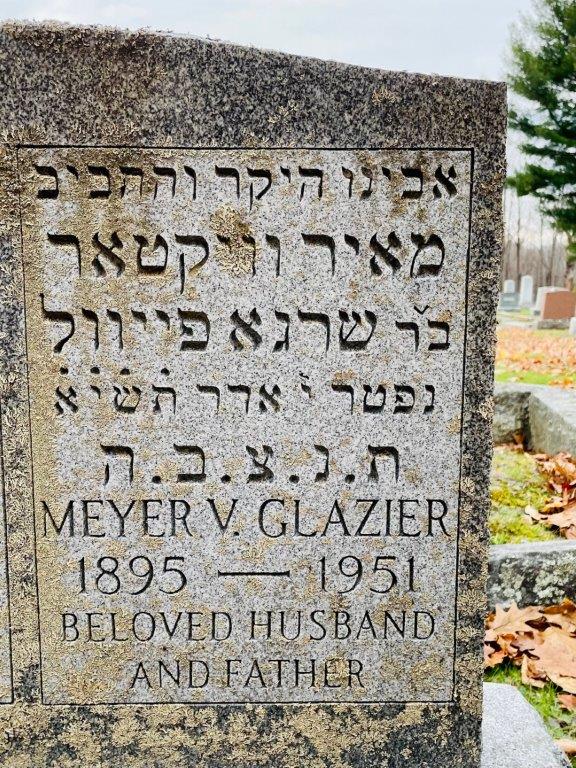 אבינו היקר והחביב
מאיר וויקטאר
בר׳ שרגא פייוול
נפטר י׳ אדר תשי״א
ת.נ.צ.ב.ה
MEYER V. GLAZIER
1895 — 1951
BELOVED HUSBAND
AND FATHER